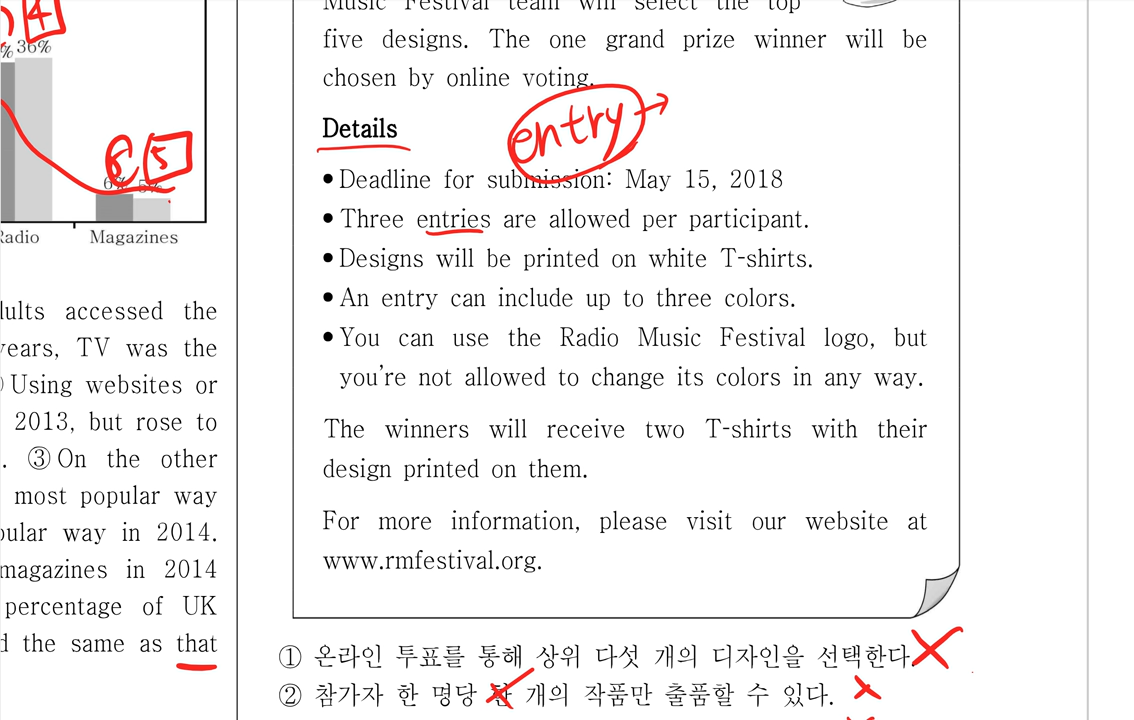 4
% 36%
6 5
6% 5%
Radio Magazines
dults accessed the
years, TV was the
Using websites or
2013, but rose to
. ③ On the other
most popular way
pular way in 2014.
magazines in 2014
percentage of UK
d the same as that
Music Festival team will select the top
five designs. The one grand prize winner will be
chosen by online voting.
entry →
Details
• Deadline for submission: May 15, 2018
• Three entries are allowed per participant.
• Designs will be printed on white T-shirts.
• An entry can include up to three colors.
• You can use the Radio Music Festival logo, but
you're not allowed to change its colors in any way.
The winners will receive two T-shirts with their
design printed on them.
For more information, please visit our website at
www.rmfestival.org.
① 온라인 투표를 통해 상위 다섯 개의 디자인을 선택한다.
② 참가자 한 명당 한 개의 작품만 출품할 수 있다.